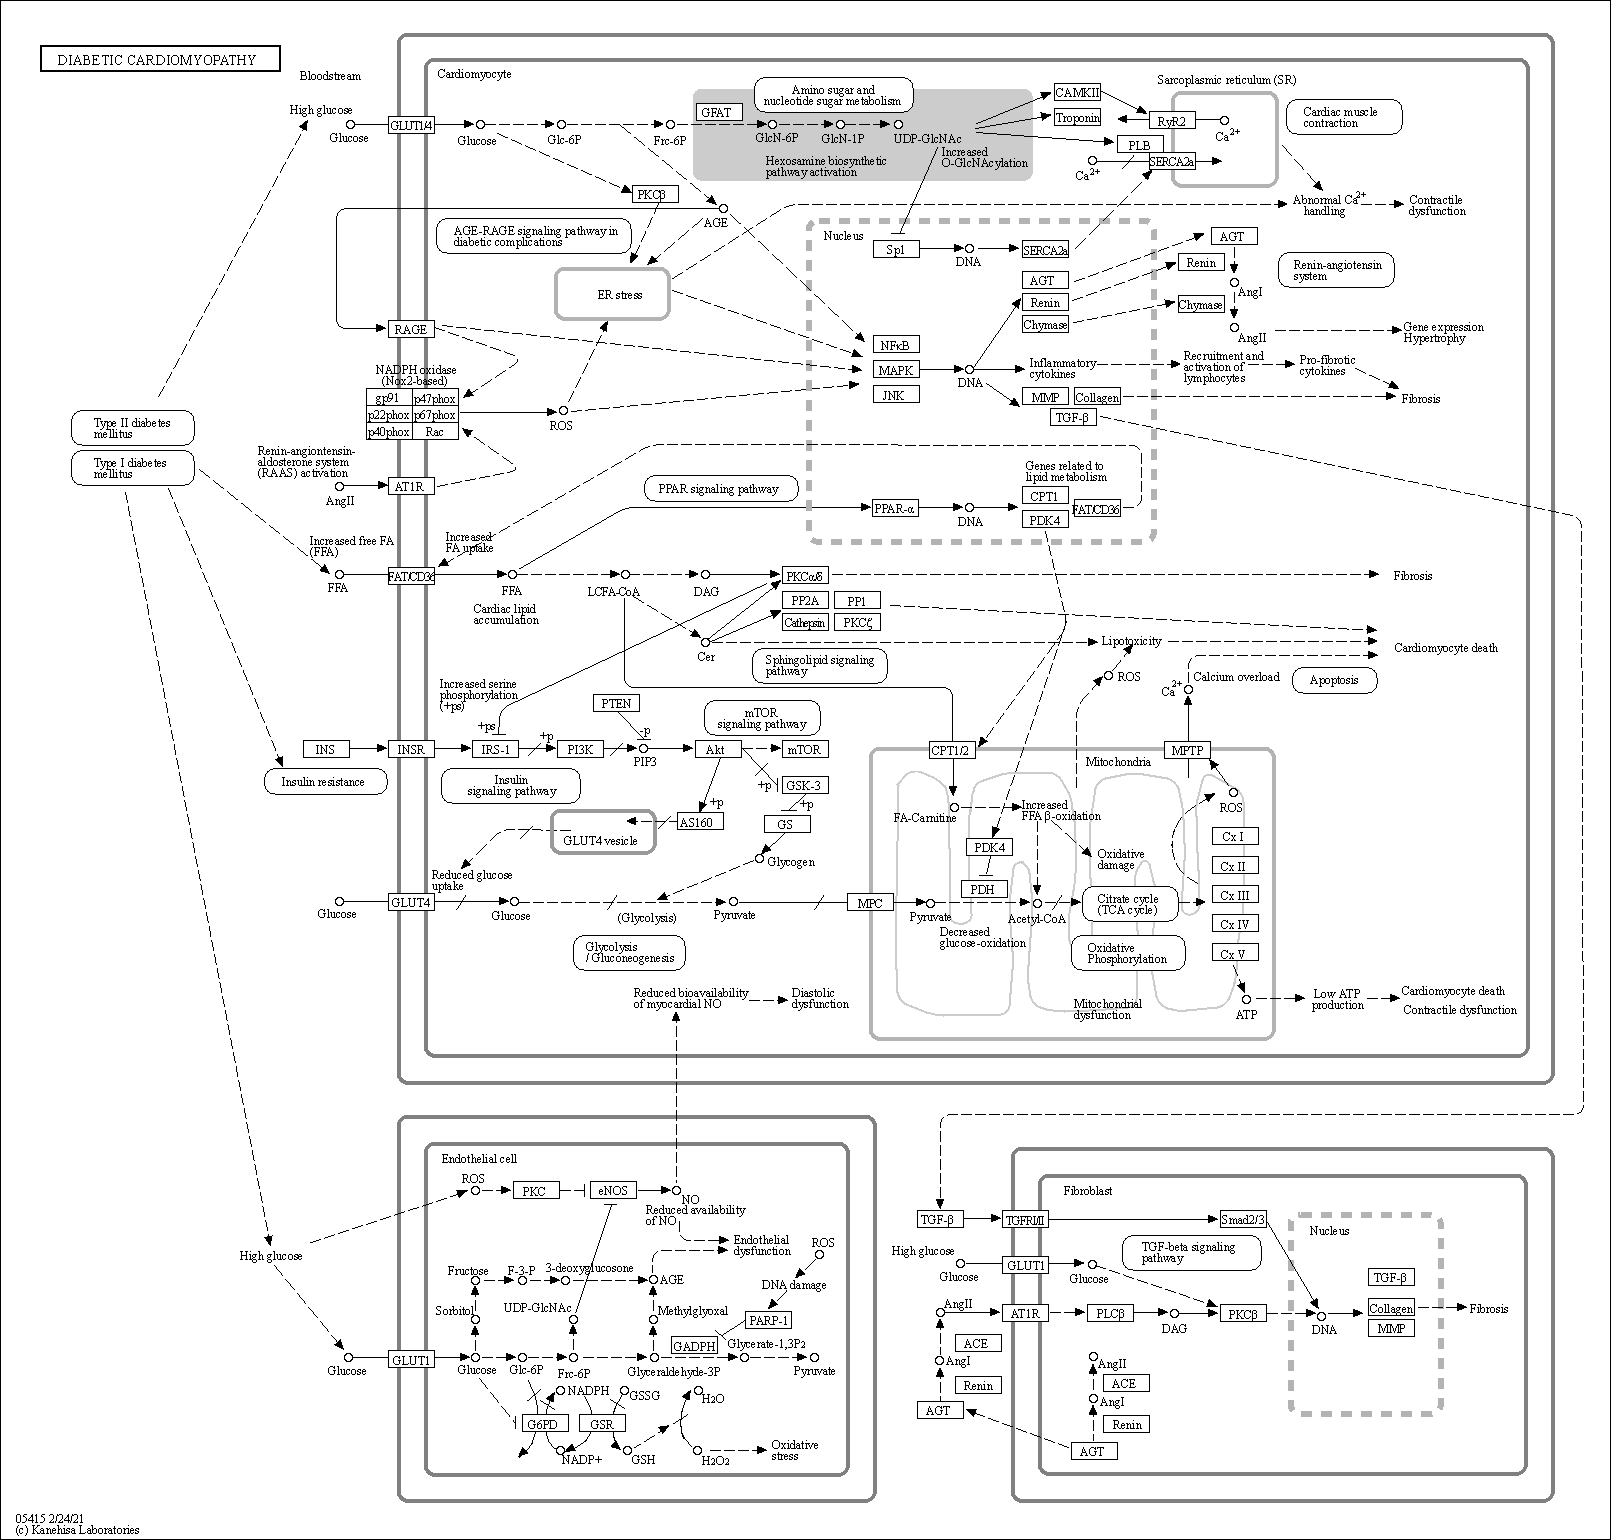 DIABETIC CARDIOMYOPATHY
Bloodstream
Cardiomyocyte
Sarcoplasmic reticulum (SR)
High glucose
Glucose
GLUT1/4
Glucose
Glc-6P
Frc-6P
GFAT
Amino sugar and
nucleotide sugar metabolism
GlcN-6P
GlcN-1P
UDP-GlcNAc
Increased
O-GlcNAcylation
Hexosamine biosynthetic
pathway activation
CAMKII
Troponin
PLB
RyR2
SERCA2a
Ca2+
Ca2+
Cardiac muscle
contraction
Abnormal Ca2+
handling
Contractile
dysfunction
PKCβ
AGE
AGE-RAGE signaling pathway in
diabetic complications
ER stress
Nucleus
Sp1
DNA
SERCA2a
AGT
Renin
Chymase
AGT
Renin
Chymase
AngI
AngII
Renin-angiotensin
system
Gene expression
Hypertrophy
RAGE
NADPH oxidase
(Nox2-based)
gp91
p47phox
p22phox
p67phox
p40phox
Rac
ROS
NFκB
MAPK
JNK
DNA
Inflammatory
cytokines
Recruitment and
activation of
lymphocytes
Pro-fibrotic
cytokines
MMP
Collagen
TGF-β
Fibrosis
Type II diabetes
mellitus
Type I diabetes
mellitus
Renin-angiontensin-
aldosterone system
(RAAS) activation
AngII
AT1R
PPAR signaling pathway
PPAR-α
DNA
Genes related to
lipid metabolism
CPT1
PDK4
FAT/CD36
Increased free FA
(FFA)
Increased
FA uptake
FFA
FAT/CD36
FFA
Cardiac lipid
accumulation
LCFA-CoA
DAG
Cer
PKCα/δ
PP2A
PP1
Cathepsin
PKCζ
Fibrosis
Sphingolipid signaling
pathway
Lipotoxicity
ROS
Cardiomyocyte death
Ca2+
Calcium overload
Apoptosis
Increased serine
phosphorylation
(+ps)
+ps
INS
INSR
IRS-1
+p
PI3K
PTEN
-p
PIP3
Akt
mTOR
mTOR
signaling pathway
+p
GSK-3
+p
GS
+p
AS160
Insulin resistance
Insulin
signaling pathway
GLUT4 vesicle
Glycogen
Reduced glucose
uptake
Glucose
GLUT4
Glucose
(Glycolysis)
Pyruvate
Glycolysis
/ Gluconeogenesis
CPT1/2
MPTP
Mitochondria
FA-Carnitine
Increased
FFA β-oxidation
Oxidative
damage
PDK4
PDH
MPC
Pyruvate
Acetyl-CoA
Citrate cycle
(TCA cycle)
Decreased
glucose-oxidation
Oxidative
Phosphorylation
Mitochondrial
dysfunction
ROS
Cx I
Cx II
Cx III
Cx IV
Cx V
ATP
Low ATP
production
Cardiomyocyte death
Contractile dysfunction
Reduced bioavailability
of myocardial NO
Diastolic
dysfunction
Endothelial cell
ROS
PKC
eNOS
NO
Reduced availability
of NO
Endothelial
dysfunction
High glucose
Fructose
F-3-P
3-deoxyglucosone
AGE
Sorbitol
UDP-GlcNAc
Methylglyoxal
ROS
DNA damage
PARP-1
GADPH
Glycerate-1,3P2
Glucose
GLUT1
Glucose
Glc-6P
Frc-6P
Glyceraldehyde-3P
Pyruvate
NADPH
GSSG
H2O
G6PD
GSR
NADP+
GSH
H2O2
Oxidative
stress
Fibroblast
TGF-β
TGFRI/II
Smad2/3
Nucleus
TGF-beta signaling
pathway
High glucose
Glucose
GLUT1
Glucose
AngII
AT1R
PLCβ
DAG
PKCβ
DNA
TGF-β
Collagen
MMP
Fibrosis
ACE
AngI
Renin
AGT
AngII
ACE
AngI
Renin
AGT
05415 2/24/21
(c) Kanehisa Laboratories